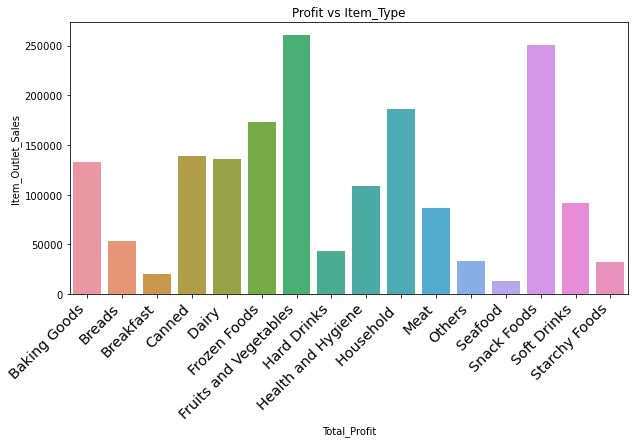 Profit vs Item_Type
Item_Outlet_Sales
250000
200000
150000
100000
50000
0
Baking Goods
Breads
Breakfast
Canned
Dairy
Frozen Foods
Fruits and Vegetables
Hard Drinks
Health and Hygiene
Household
Meat
Others
Seafood
Snack Foods
Soft Drinks
Starchy Foods
Total_Profit